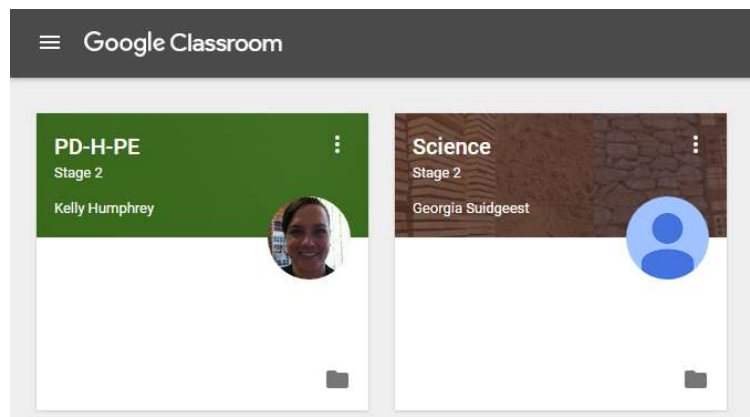 Google Classroom
PD-H-PE
Stage 2
Kelly Humphrey
Science
Stage 2
Georgia Suidgeest